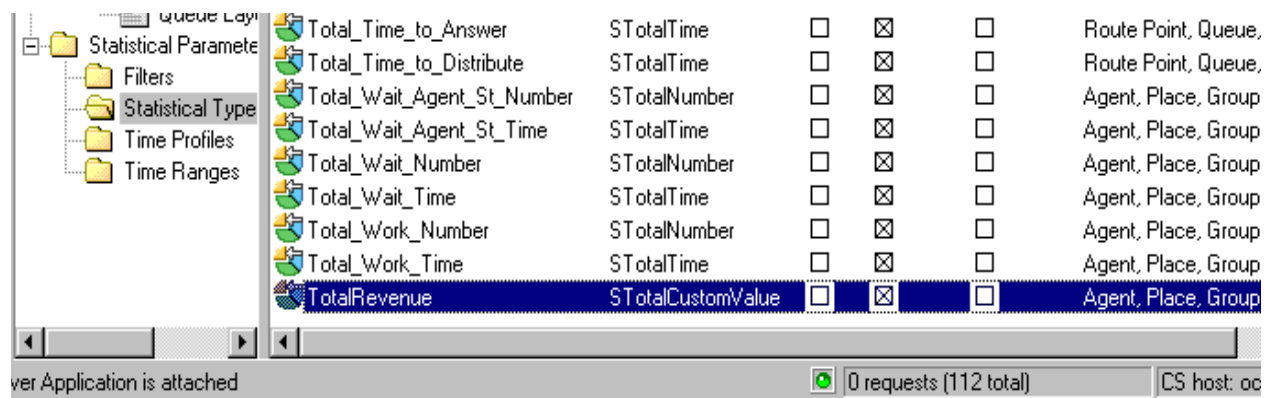 Queue Layo
Statistical Paramete
Filters
Statistical Type
Time Profiles
Time Ranges
Total_Time_to_Answer STotalTime Route Point, Queue,
Total_Time_to_Distribute STotalTime Route Point, Queue,
Total_Wait_Agent_St_Number STotalNumber Agent, Place, Group
Total_Wait_Agent_St_Time STotalTime Agent, Place, Group
Total_Wait_Number STotalNumber Agent, Place, Group
Total_Wait_Time STotalTime Agent, Place, Group
Total_Work_Number STotalNumber Agent, Place, Group
Total_Work_Time STotalTime Agent, Place, Group
TotalRevenue STotalCustomValue Agent, Place, Group
ver Application is attached 0 requests (112 total) CS host: oc